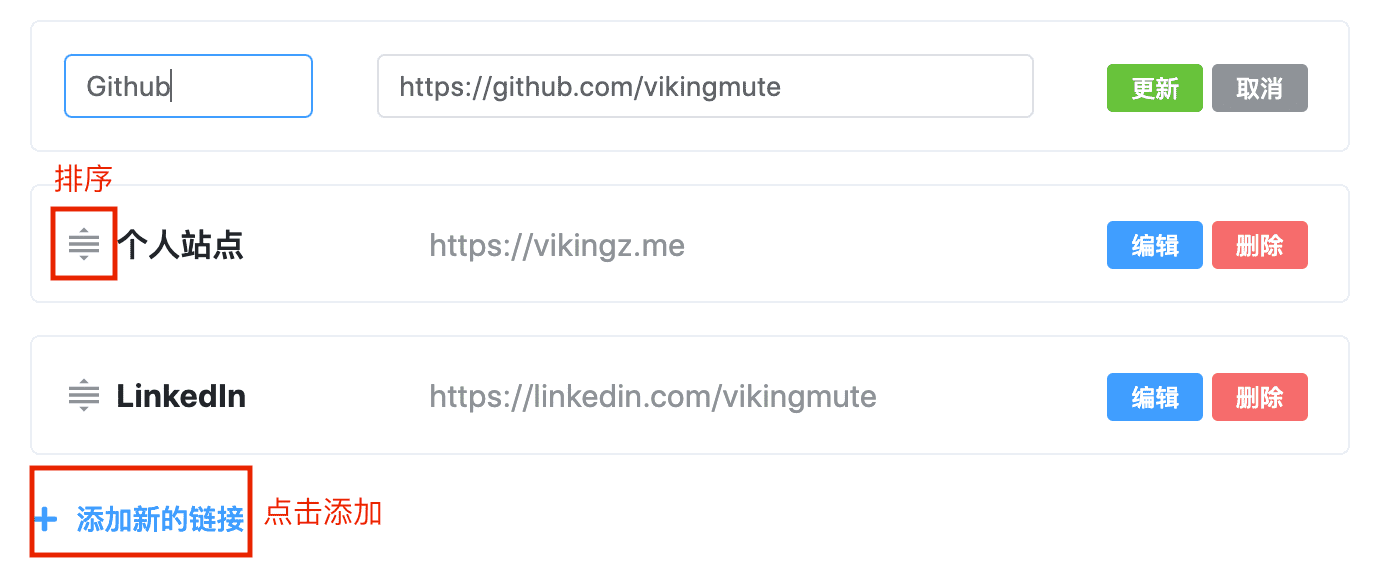 Github https://github.com/vikingmute 更新 取消
排序
个人站点 https://vikingz.me 编辑 删除
LinkedIn https://linkedin.com/vikingmute 编辑 删除
+ 添加新的链接 点击添加